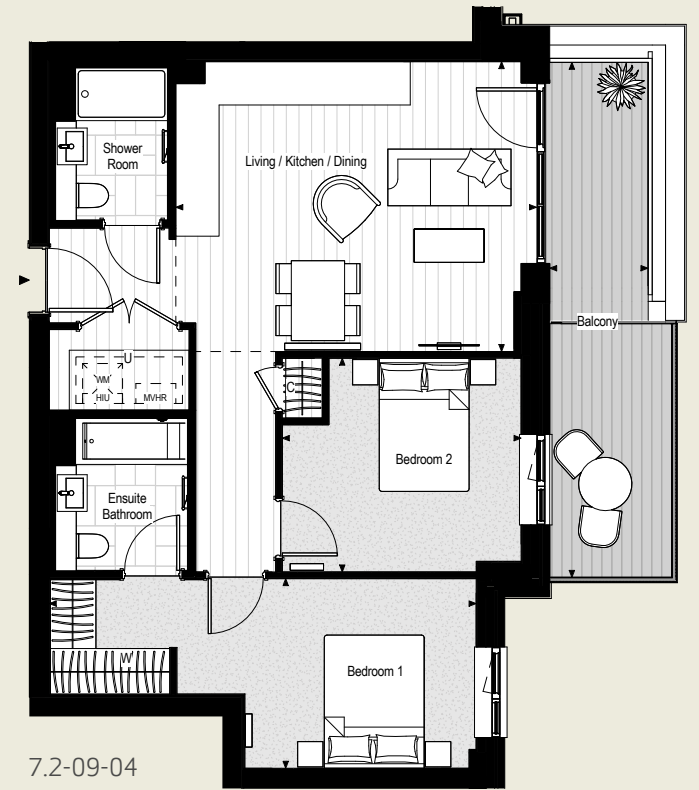 Shower
Room
Living / Kitchen / Dining
Balcony
U
WM
HIU
MVHR
C
Bedroom 2
Ensuite
Bathroom
W
Bedroom 1
7.2-09-04